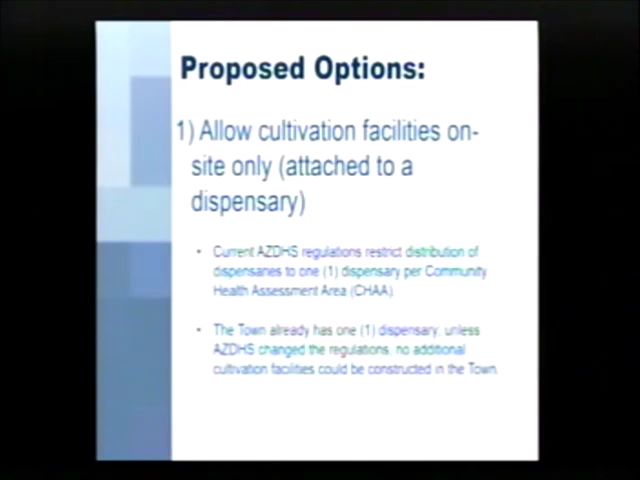 Proposed Options:
1) Allow cultivation facilities on-
site only (attached to a
dispensary)
• Current AZDHS regulations restrict distribution of
dispensaries to one (1) dispensary per Community
Health Assessment Area (CHAA)
• The Town already has one (1) dispensary, unless
AZDHS changed the regulations, no additional
cultivation facilities could be constructed in the Town.